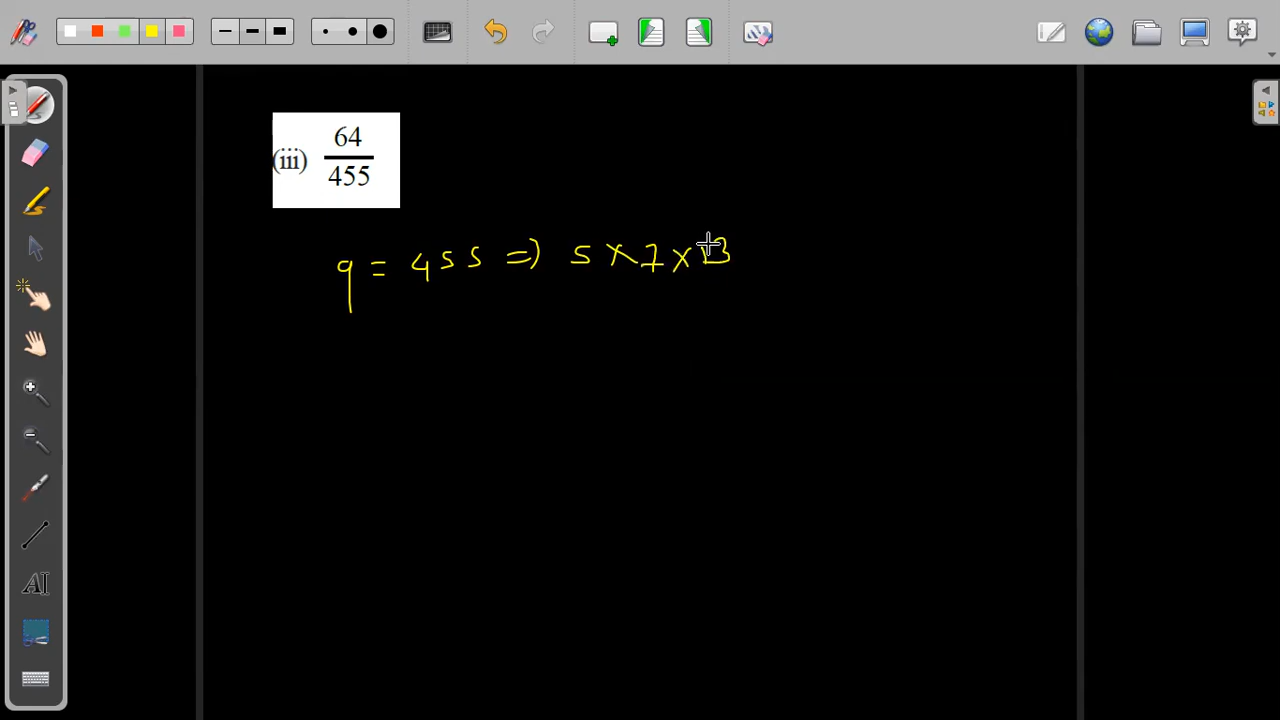 (iii) 64/455
q = 455 ⇒ 5 × 7 × 13